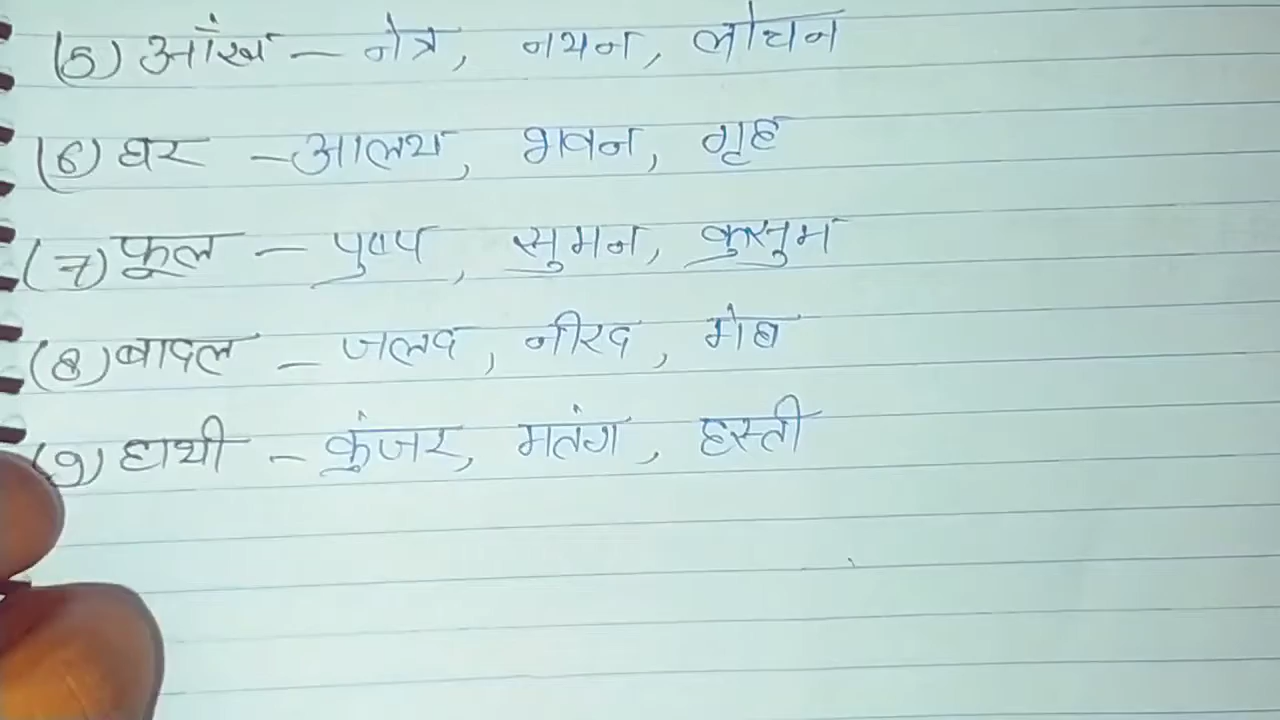 (5) आँख – नेत्र, नयन, लोचन
(6) घर – आलय, भवन, गृह
(7) फूल – पुष्प, सुमन, कुसुम
(8) बादल – जलद, नीरद, मेघ
(9) हाथी – कुंजर, मतंग, हस्ती